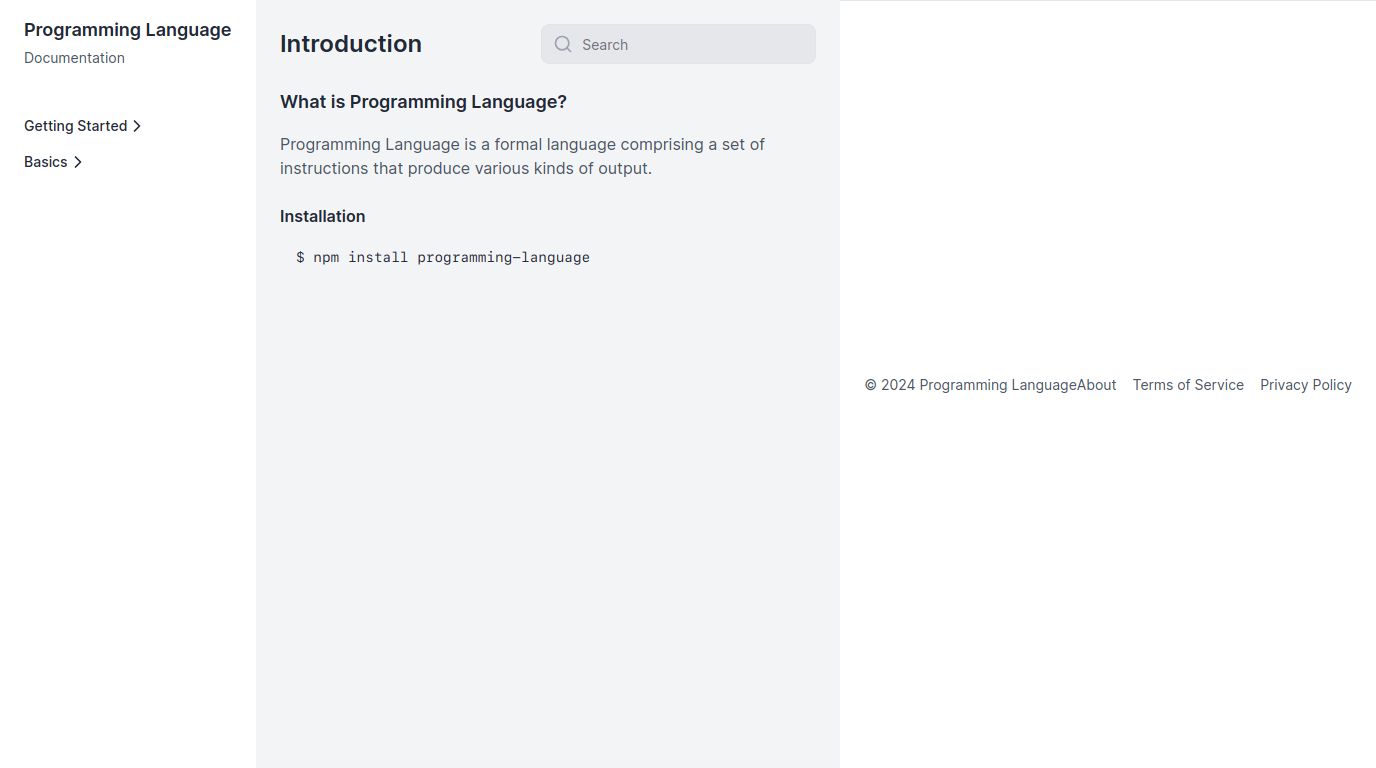 Programming Language
Documentation
Getting Started
Basics
Introduction
Search
What is Programming Language?
Programming Language is a formal language comprising a set of
instructions that produce various kinds of output.
Installation
$ npm install programming-language
© 2024 Programming LanguageAbout Terms of Service Privacy Policy